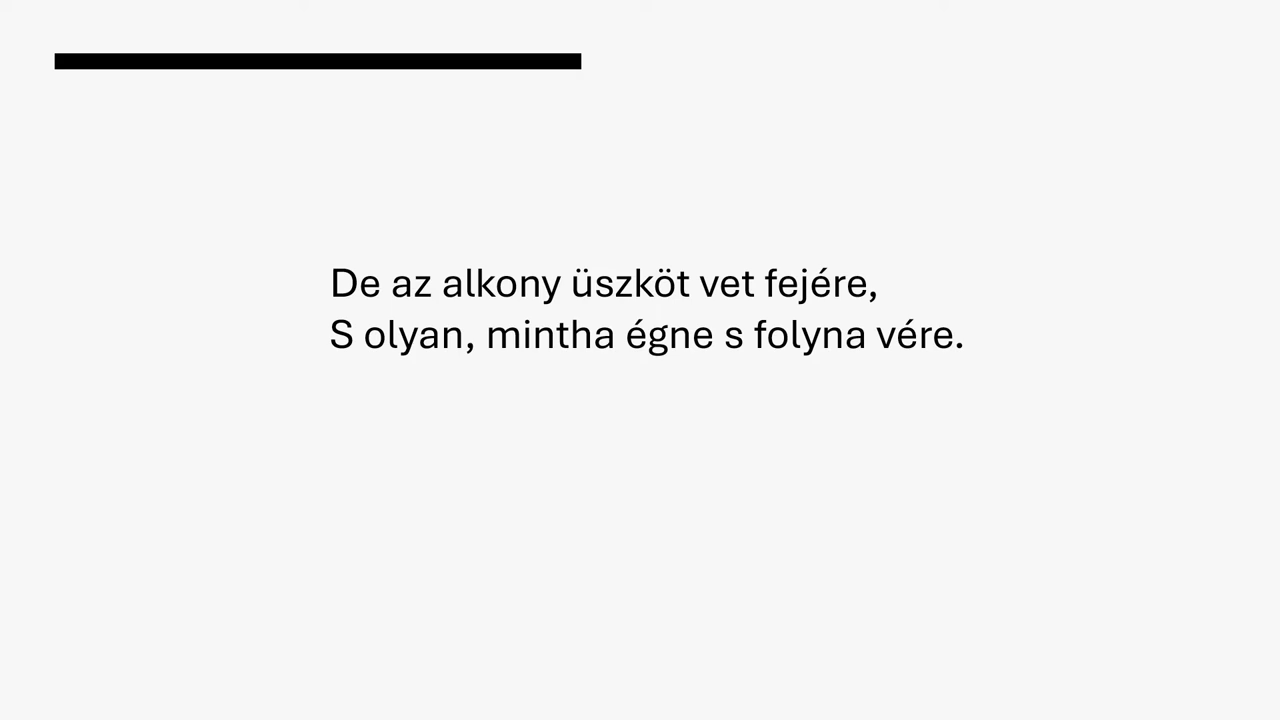 De az alkony üszköt vet fejére,
S olyan, mintha égne s folyna vére.